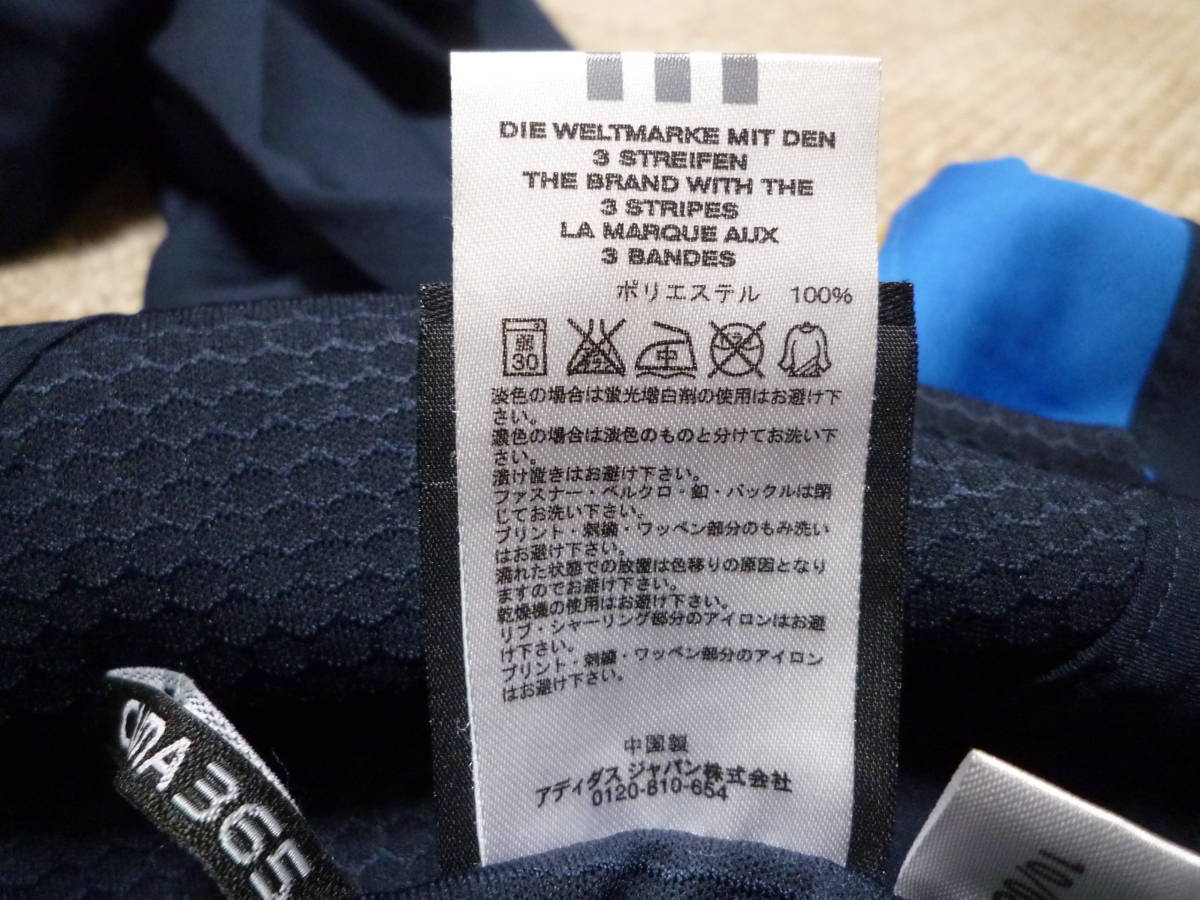 DIE WELTMARKE MIT DEN
3 STREIFEN
THE BRAND WITH THE
3 STRIPES
LA MARQUE AUX
3 BANDES
ポリエステル 100%
弱
30
中
淡色の場合は蛍光増白剤の使用はお避け下
さい。
濃色の場合は淡色のものと分けてお洗い下
さい。
漬け置きはお避け下さい。
ファスナー・ベルクロ・釦・バックルは閉
じてお洗い下さい。
プリント・刺繍・ワッペン部分のもみ洗い
はお避け下さい。
濡れた状態での放置は色移りの原因となり
ますのでお避け下さい。
乾燥機の使用はお避け下さい。
リブ・シャーリング部分のアイロンはお避
け下さい。
プリント・刺繍・ワッペン部分のアイロン
はお避け下さい。
中国製
アディダス ジャパン株式会社
0120-810-654
365
10/0